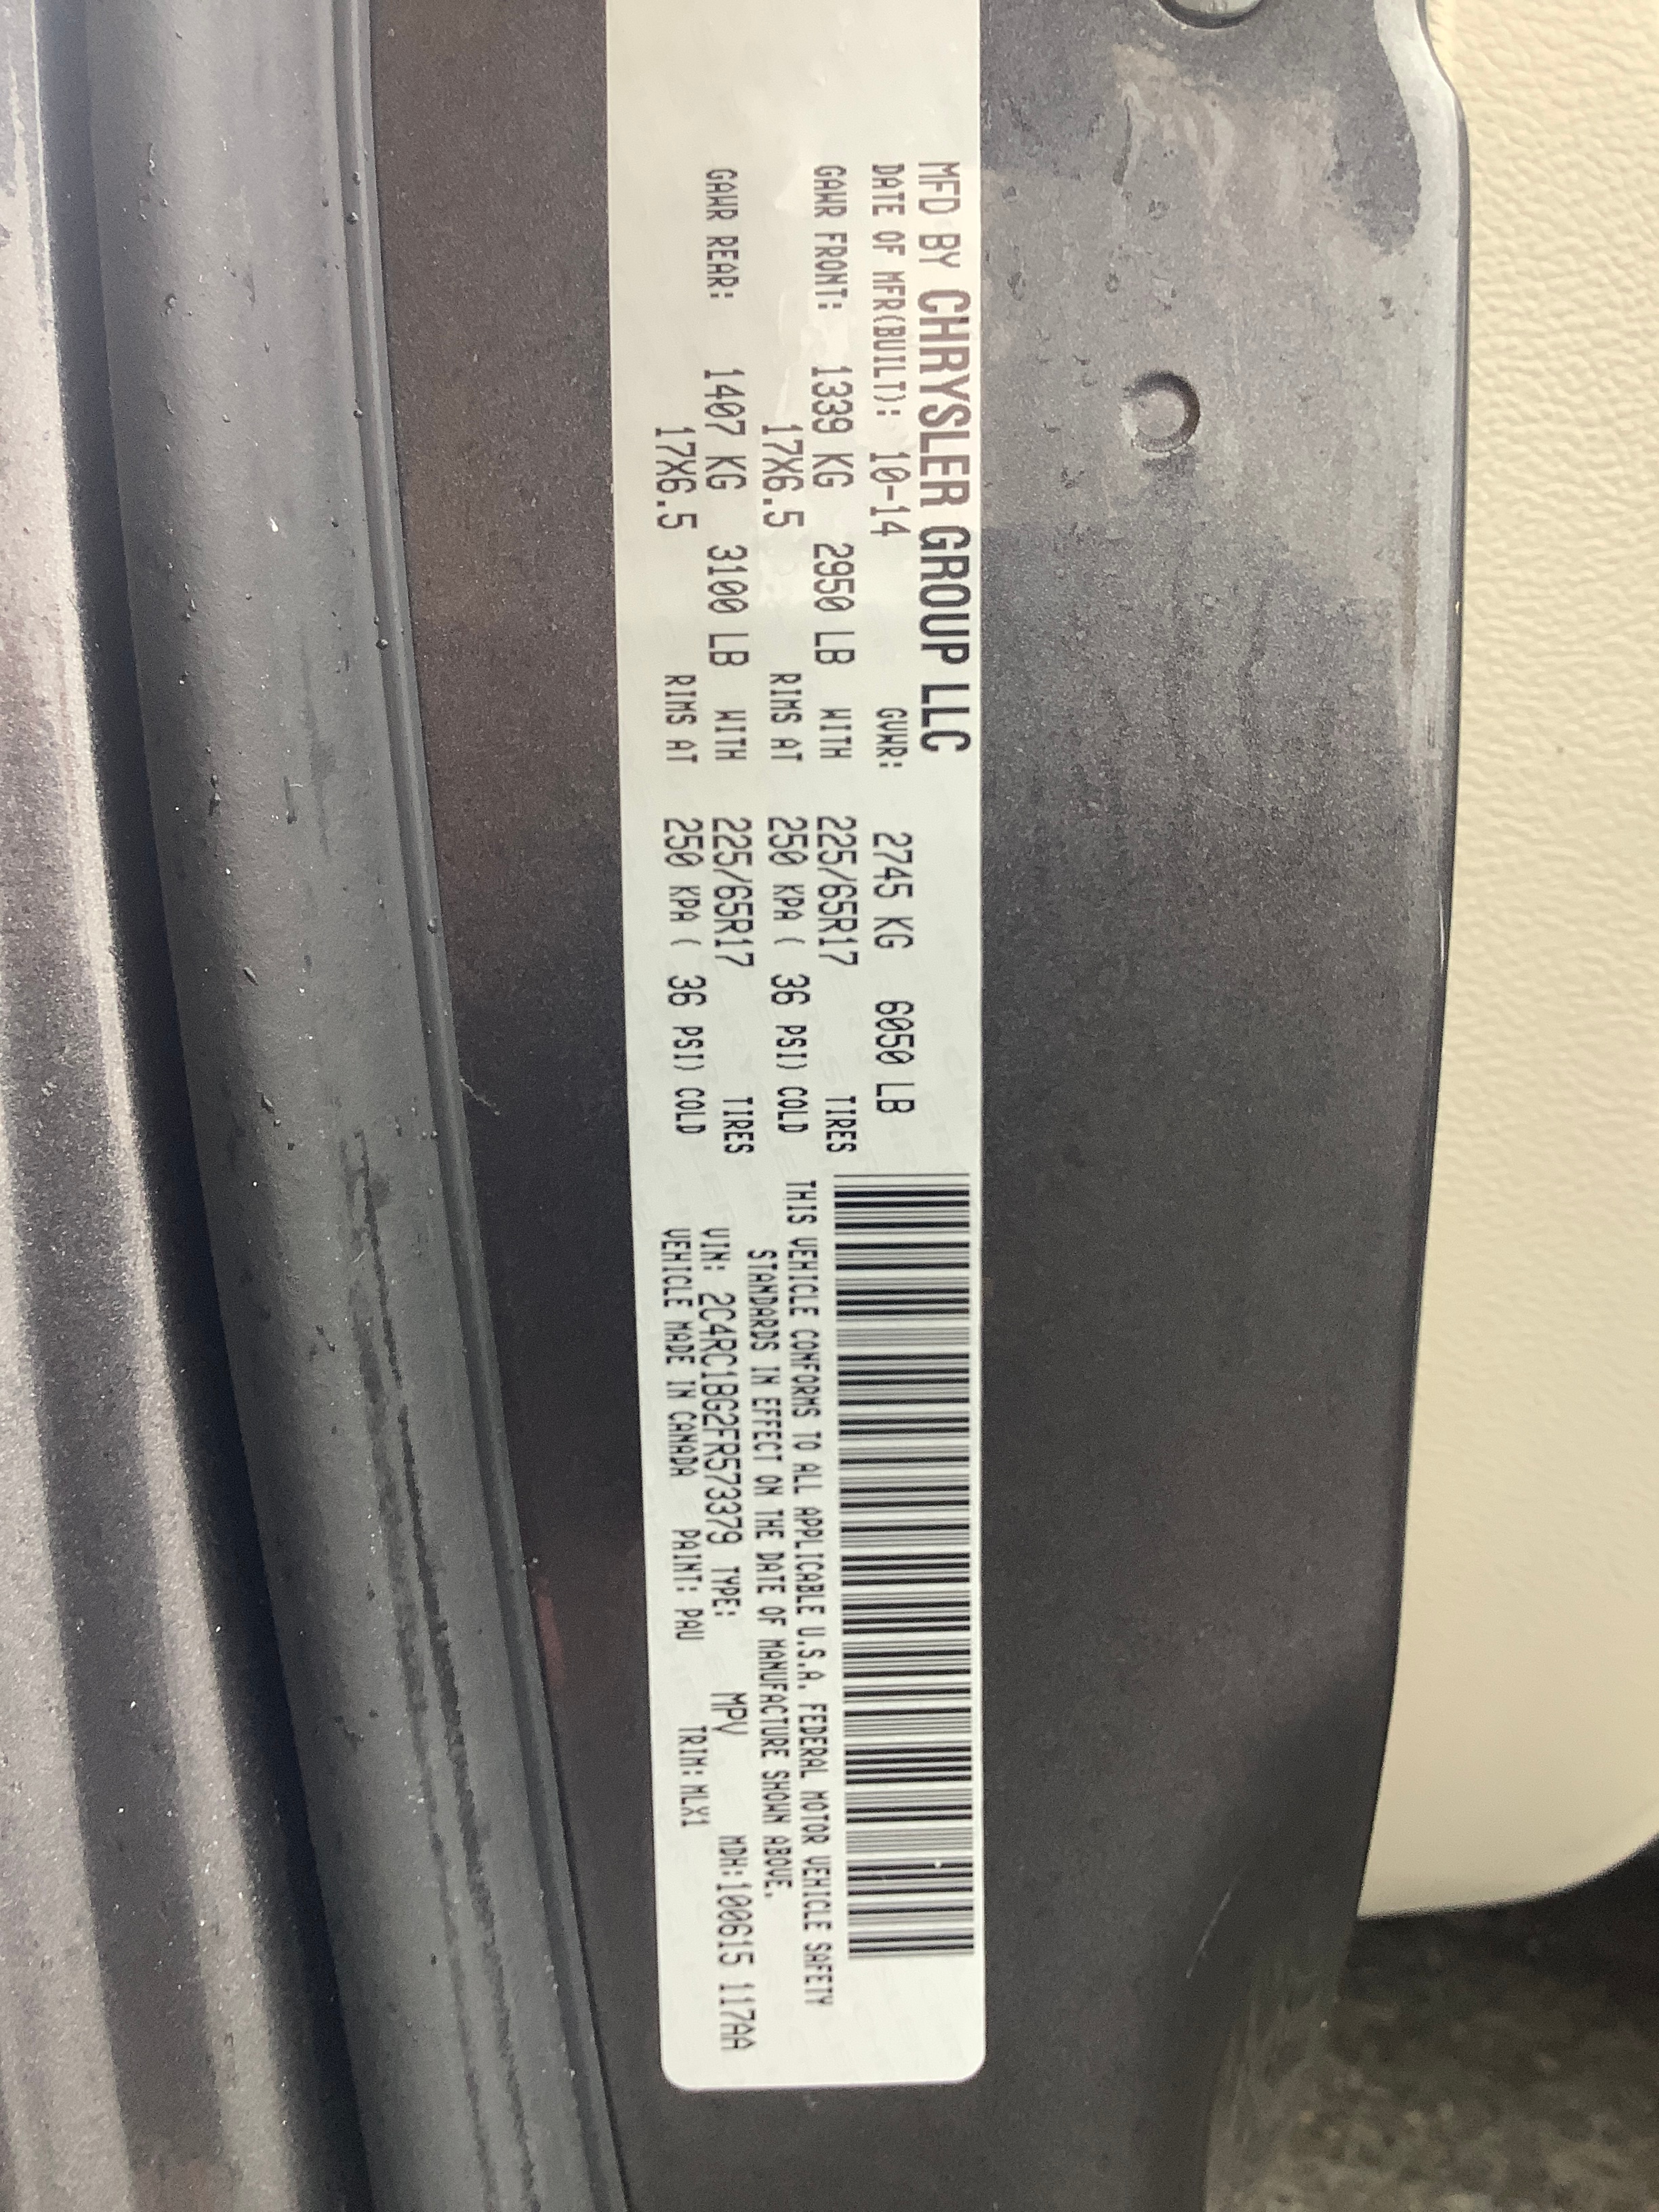 MFD BY CHRYSLER GROUP LLC
DATE OF MFR(BUILT): 10-14 GVWR: 2745 KG 6050 LB
GAWR FRONT: 1339 KG 2950 LB WITH 225/65R17 TIRES
17X6.5 RIMS AT 250 KPA ( 36 PSI) COLD
GAWR REAR: 1407 KG 3100 LB WITH 225/65R17 TIRES
17X6.5 RIMS AT 250 KPA ( 36 PSI) COLD
THIS VEHICLE CONFORMS TO ALL APPLICABLE U.S.A. FEDERAL MOTOR VEHICLE SAFETY
STANDARDS IN EFFECT ON THE DATE OF MANUFACTURE SHOWN ABOVE.
VIN: 2C4RC1BG2FR573379 TYPE: MPV MDH:100615 117AA
VEHICLE MADE IN CANADA PAINT: PAU TRIM:MLX1